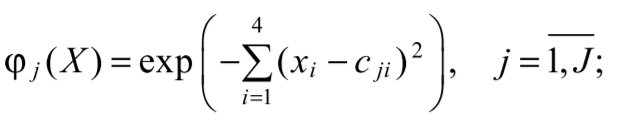 φ_j(X) = exp(−∑_{i=1}^{4}(x_i − c_{ji})^2), j = \overline{1,J};